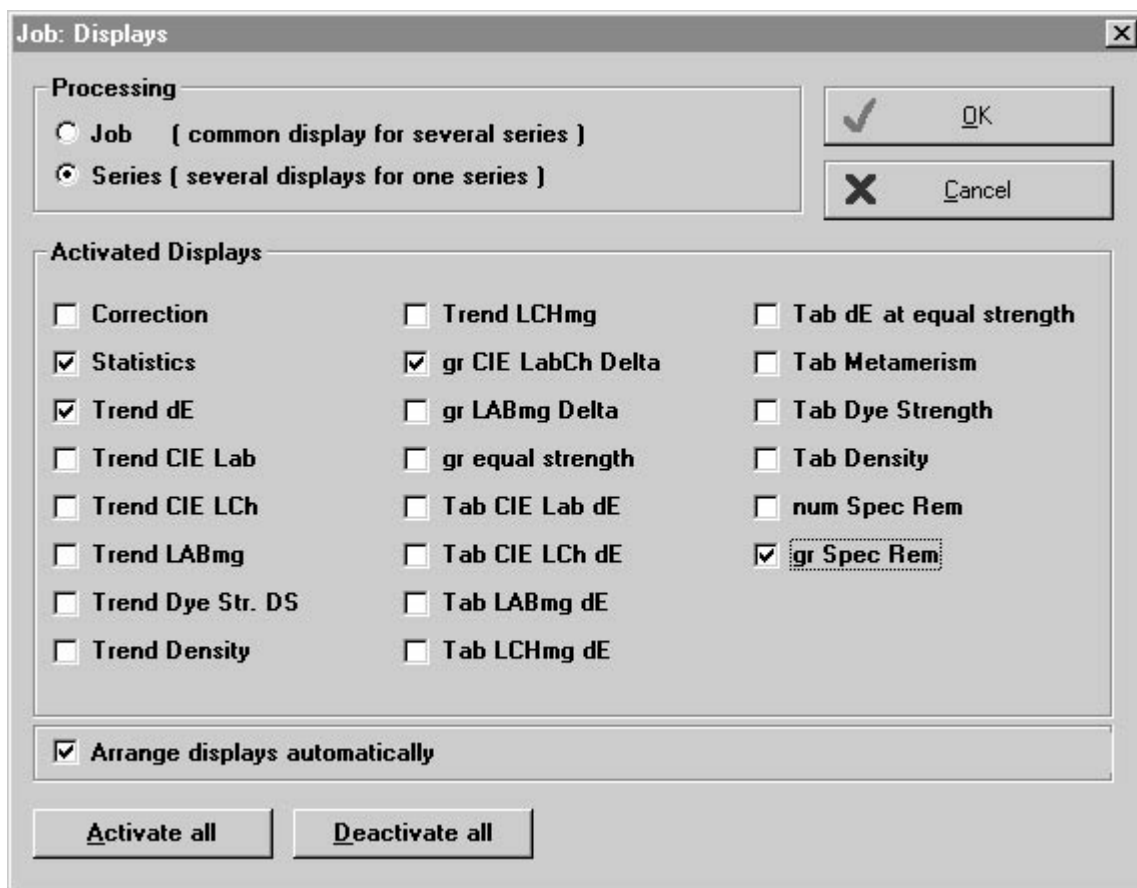 Job: Displays
Processing
Job ( common display for several series )
Series ( several displays for one series )
OK
Cancel
Activated Displays
Correction
Statistics
Trend dE
Trend CIE Lab
Trend CIE LCh
Trend LABmg
Trend Dye Str. DS
Trend Density
Trend LCHmg
gr CIE LabCh Delta
gr LABmg Delta
gr equal strength
Tab CIE Lab dE
Tab CIE LCh dE
Tab LABmg dE
Tab LCHmg dE
Tab dE at equal strength
Tab Metamerism
Tab Dye Strength
Tab Density
num Spec Rem
gr Spec Rem
Arrange displays automatically
Activate all
Deactivate all